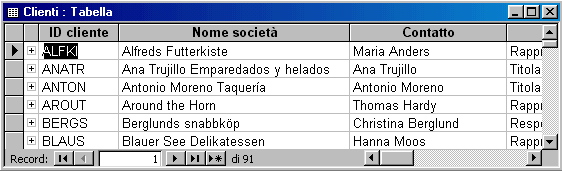 Clienti : Tabella
ID cliente Nome società Contatto
ALFKI Alfreds Futterkiste Maria Anders Rappr
ANATR Ana Trujillo Emparedados y helados Ana Trujillo Titola
ANTON Antonio Moreno Taquería Antonio Moreno Titola
AROUT Around the Horn Thomas Hardy Rappr
BERGS Berglunds snabbköp Christina Berglund Respo
BLAUS Blauer See Delikatessen Hanna Moos Rappr
Record: 1 di 91